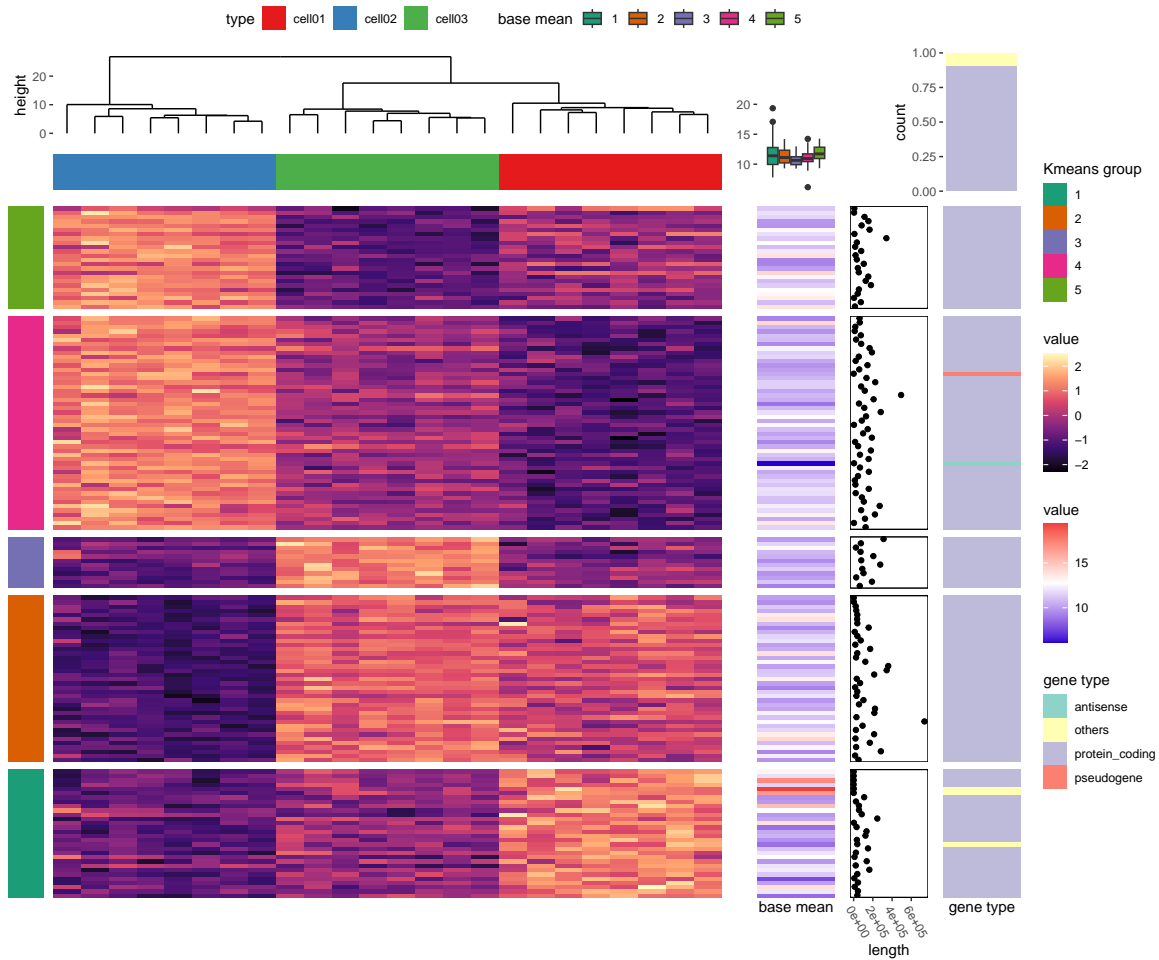 type cell01 cell02 cell03 base mean 1 2 3 4 5
height
20
10
0
20
15
10
count
1.00
0.75
0.50
0.25
0.00
Kmeans group
1
2
3
4
5
value
2
1
0
−1
−2
value
15
10
gene type
antisense
others
protein_coding
pseudogene
base mean
0e+00
2e+05
4e+05
6e+05
length
gene type